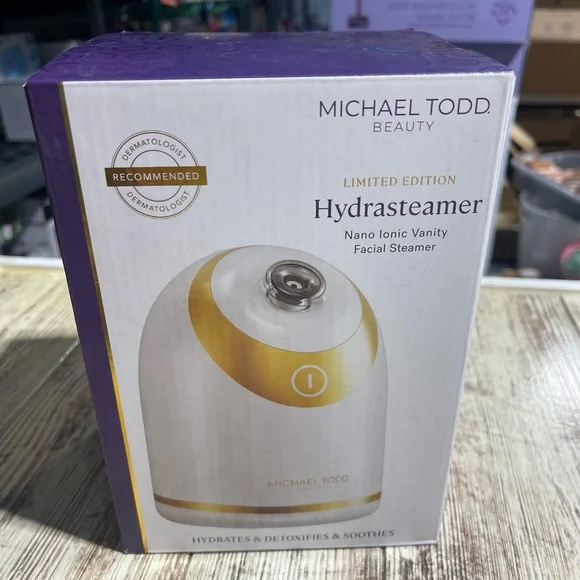 MICHAEL TODD
BEAUTY
DERMATOLOGIST
RECOMMENDED
DERMATOLOGIST
LIMITED EDITION
Hydrasteamer
Nano Ionic Vanity
Facial Steamer
MICHAEL TODD
BEAUTY
HYDRATES & DETOXIFIES & SOOTHES